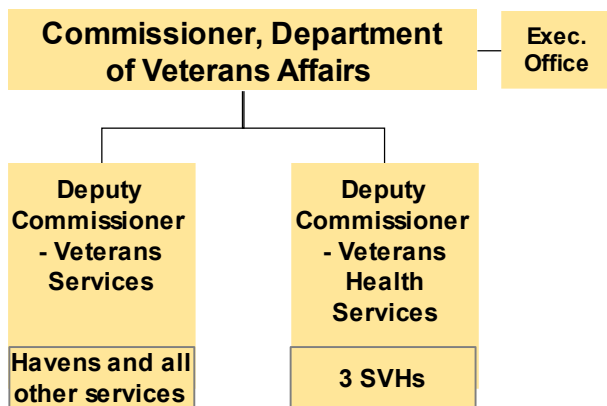 Commissioner, Department
of Veterans Affairs
Exec.
Office
Deputy
Commissioner
- Veterans
Services
Havens and all
other services
Deputy
Commissioner
- Veterans
Health
Services
3 SVHs